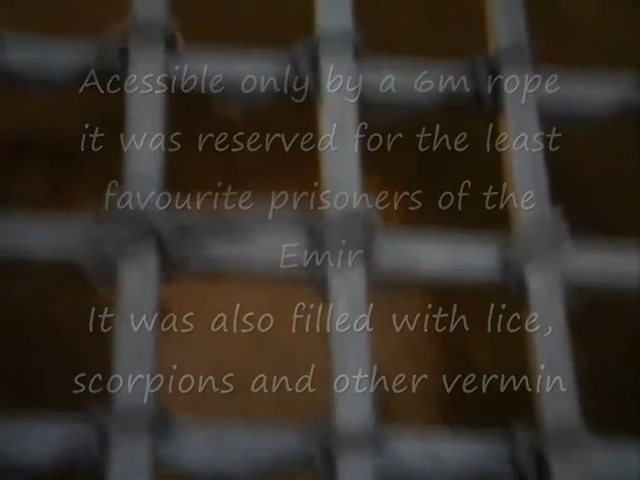 Acessible only by a 6m rope
it was reserved for the least
favourite prisoners of the
Emir
It was also filled with lice,
scorpions and other vermin